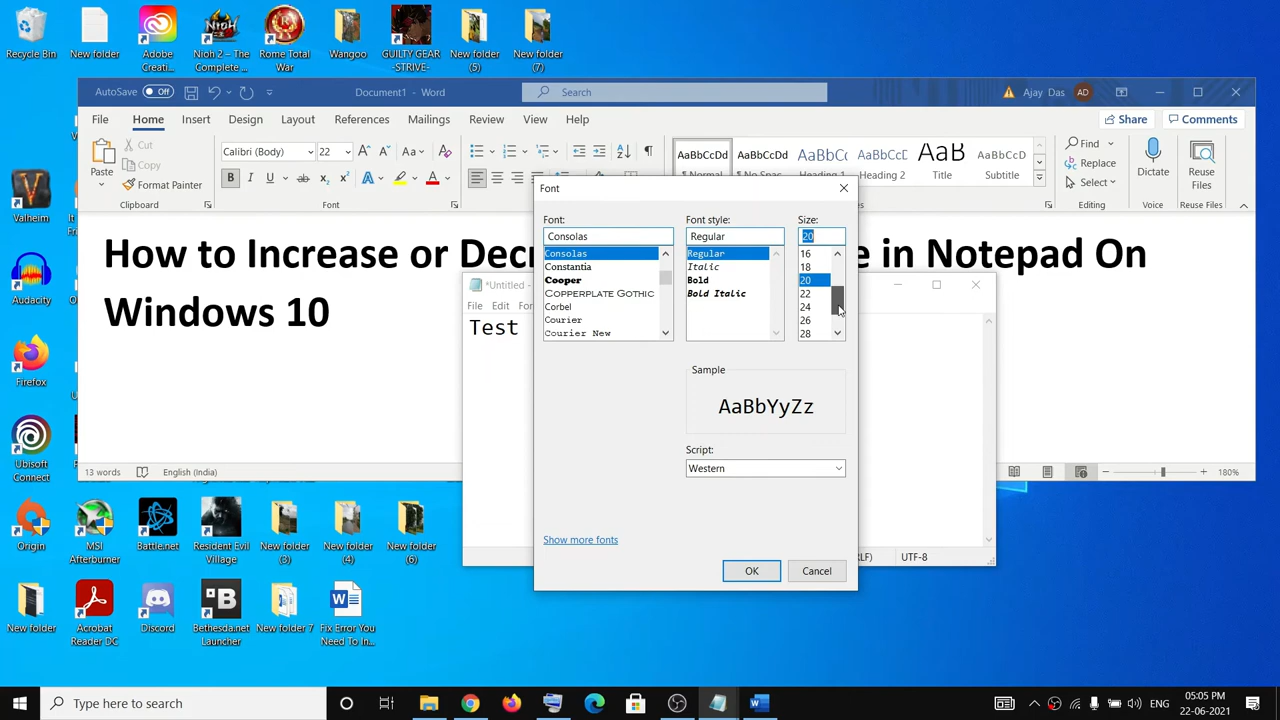 Recycle Bin
New folder
Adobe
Creati...
Nioh 2 – The
Complete ...
Rome Total
War
Wangoo
GUILTY GEAR
-STRIVE-
New folder
(5)
New folder
(7)
AutoSave Off
Document1 - Word
Search
Ajay Das AD
File Home Insert Design Layout References Mailings Review View Help
Share Comments
Paste
Cut
Copy
Format Painter
Clipboard
Calibri (Body) 22
Font
AaBbCcDd
¶ Normal
AaBbCcDd
¶ No Spac...
AaBbCc
Heading 1
AaBbCcD
Heading 2
AaB
Title
AaBbCcD
Subtitle
Find
Replace
Select
Editing
Dictate
Voice
Reuse
Files
Reuse Files
How to Increase or Dec
e in Notepad On
Windows 10
13 words English (India)
180%
*Untitled -
File Edit Fo
Test
LF) UTF-8
Font
Font:
Consolas
Consolas
Constantia
Cooper
Copperplate Gothic
Corbel
Courier
Courier New
Font style:
Regular
Regular
Italic
Bold
Bold Italic
Size:
20
16
18
20
22
24
26
28
Sample
AaBbYyZz
Script:
Western
Show more fonts
OK Cancel
Valheim
Audacity
Firefox
Ubisoft
Connect
Origin
MSI
Afterburner
Battle.net
Resident Evil
Village
New folder
(3)
New folder
(4)
New folder
(6)
New folder
Acrobat
Reader DC
Discord
Bethesda.net
Launcher
New folder 7
Fix Error You
Need To In...
Type here to search
ENG
05:05 PM
22-06-2021